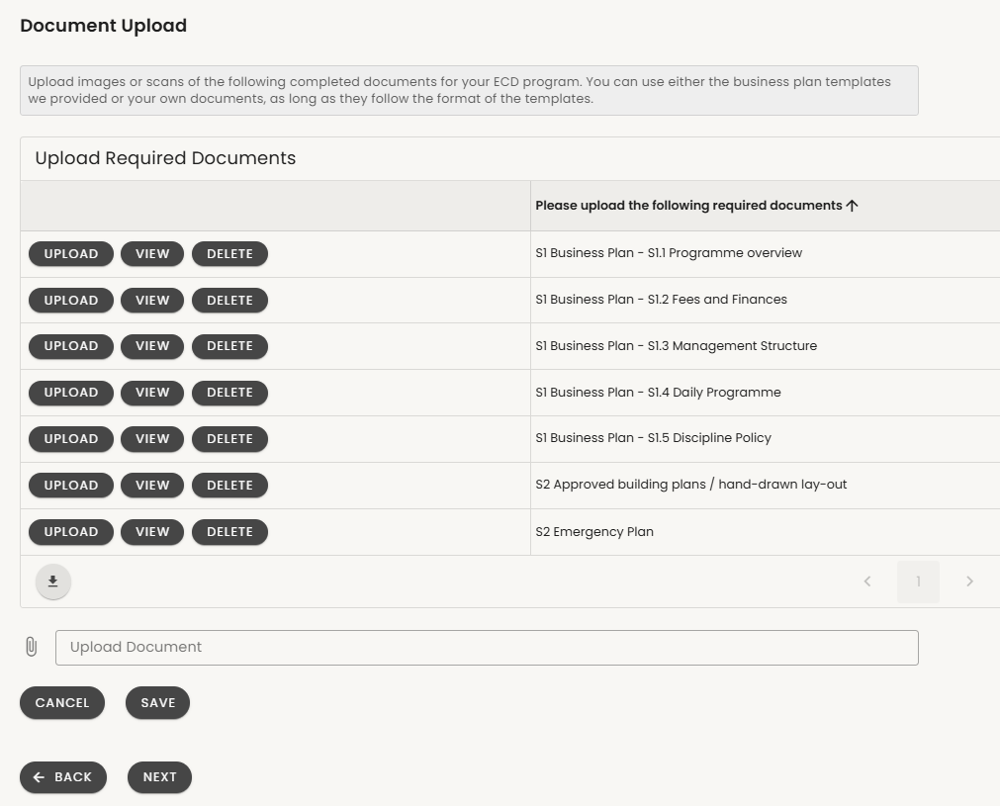 Document Upload
Upload images or scans of the following completed documents for your ECD program. You can use either the business plan templates
we provided or your own documents, as long as they follow the format of the templates.
Upload Required Documents
Please upload the following required documents
UPLOAD VIEW DELETE S1 Business Plan - S1.1 Programme overview
UPLOAD VIEW DELETE S1 Business Plan - S1.2 Fees and Finances
UPLOAD VIEW DELETE S1 Business Plan - S1.3 Management Structure
UPLOAD VIEW DELETE S1 Business Plan - S1.4 Daily Programme
UPLOAD VIEW DELETE S1 Business Plan - S1.5 Discipline Policy
UPLOAD VIEW DELETE S2 Approved building plans / hand-drawn lay-out
UPLOAD VIEW DELETE S2 Emergency Plan
1
Upload Document
CANCEL SAVE
BACK NEXT